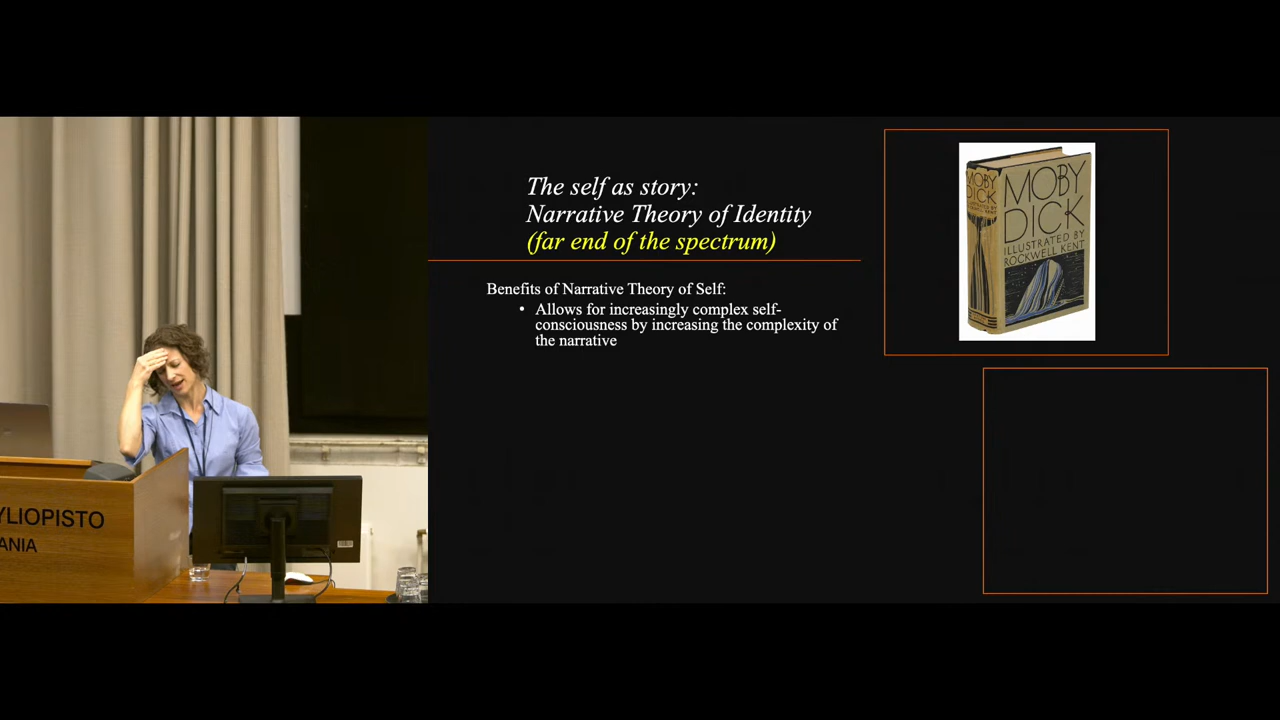 The self as story:
Narrative Theory of Identity
(far end of the spectrum)
Benefits of Narrative Theory of Self:
• Allows for increasingly complex self-
consciousness by increasing the complexity of
the narrative
MOBY
DICK
MOBY
DICK
ILLUSTRATED BY
ROCKWELL KENT
YLIOPISTO
ANIA